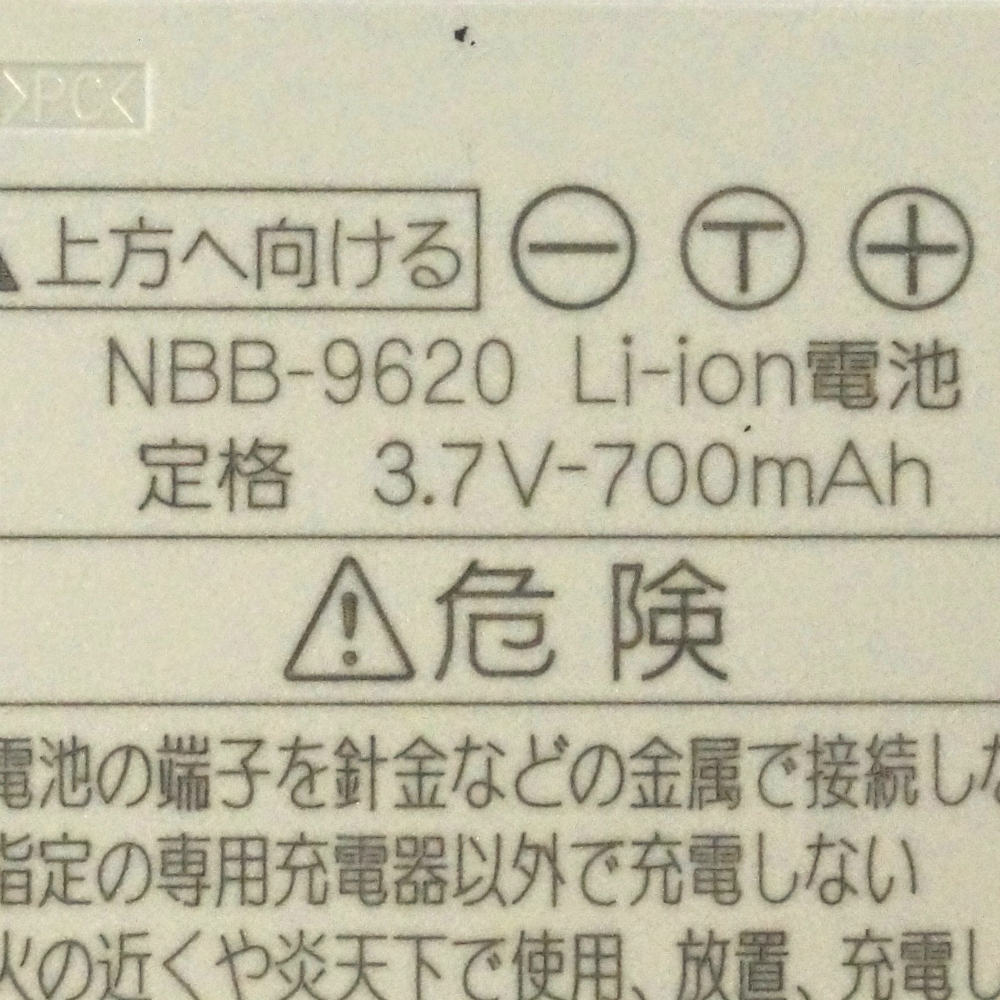 >PC<
▲上方へ向ける ⊖ Ⓣ ⊕
NBB-9620 Li-ion電池
定格 3.7V-700mAh
⚠危険
電池の端子を針金などの金属で接続しな
指定の専用充電器以外で充電しない
火の近くや炎天下で使用、放置、充電し